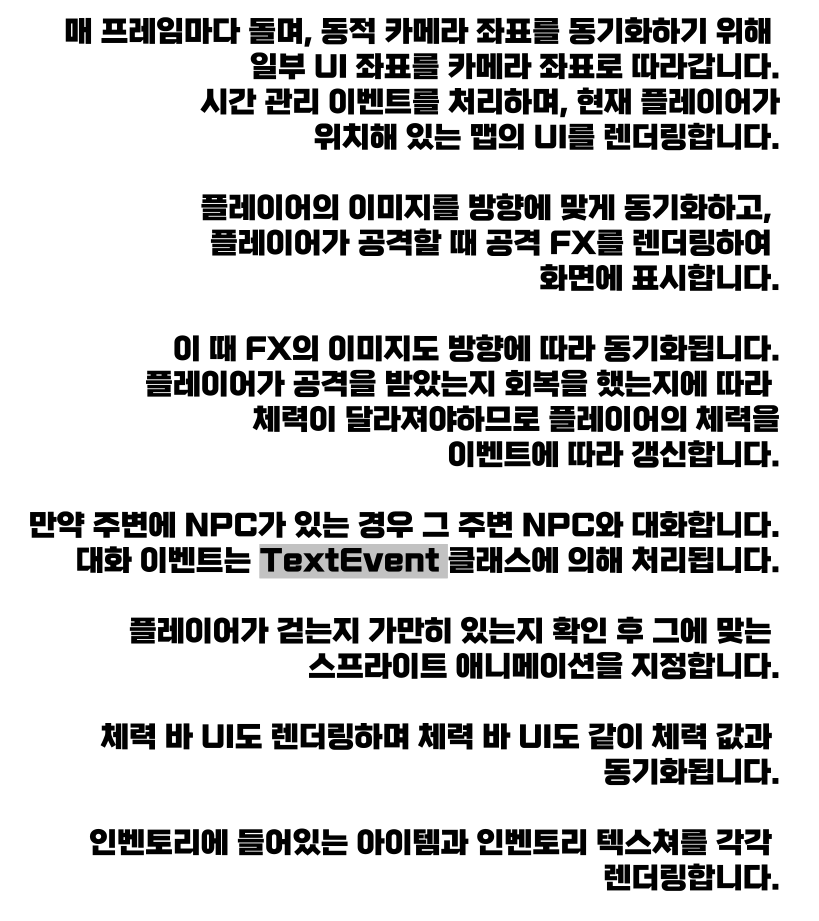 매 프레임마다 돌며, 동적 카메라 좌표를 동기화하기 위해
일부 UI 좌표를 카메라 좌표로 따라갑니다.
시간 관리 이벤트를 처리하며, 현재 플레이어가
위치해 있는 맵의 UI를 렌더링합니다.
플레이어의 이미지를 방향에 맞게 동기화하고,
플레이어가 공격할 때 공격 FX를 렌더링하여
화면에 표시합니다.
이 때 FX의 이미지도 방향에 따라 동기화됩니다.
플레이어가 공격을 받았는지 회복을 했는지에 따라
체력이 달라져야하므로 플레이어의 체력을
이벤트에 따라 갱신합니다.
만약 주변에 NPC가 있는 경우 그 주변 NPC와 대화합니다.
대화 이벤트는 TextEvent 클래스에 의해 처리됩니다.
플레이어가 걷는지 가만히 있는지 확인 후 그에 맞는
스프라이트 애니메이션을 지정합니다.
체력 바 UI도 렌더링하며 체력 바 UI도 같이 체력 값과
동기화됩니다.
인벤토리에 들어있는 아이템과 인벤토리 텍스쳐를 각각
렌더링합니다.